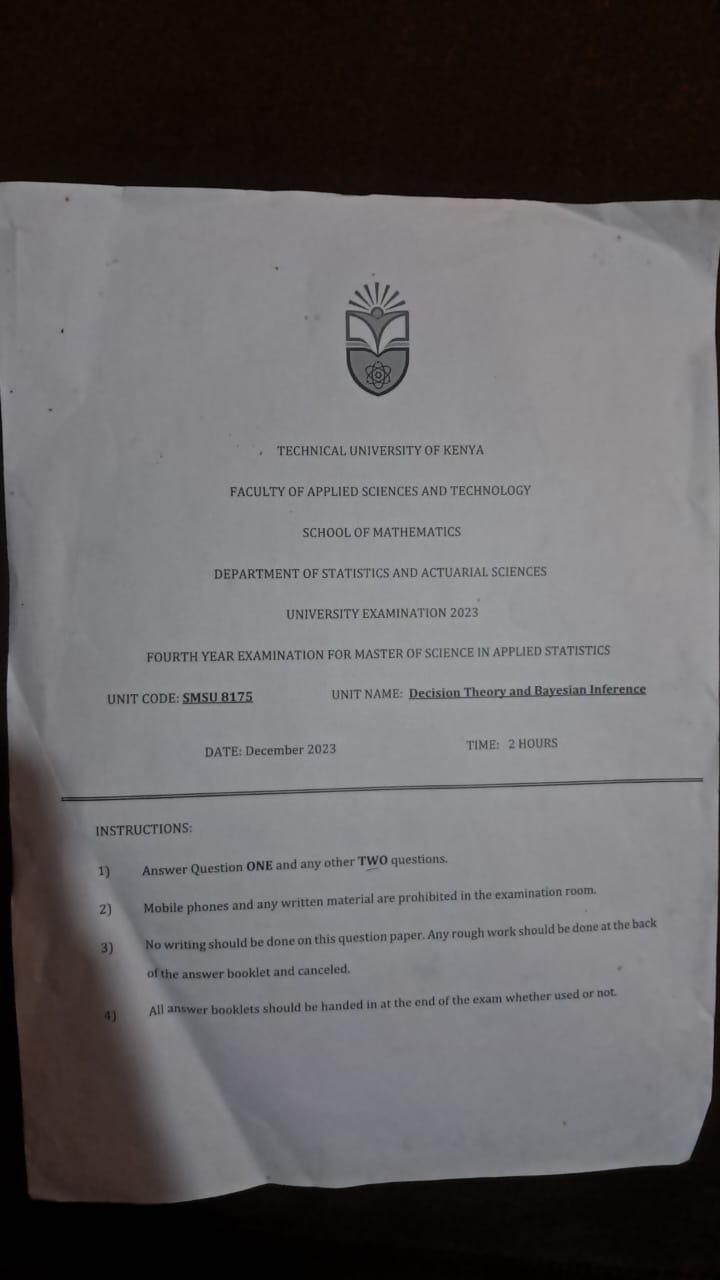 TECHNICAL UNIVERSITY OF KENYA
FACULTY OF APPLIED SCIENCES AND TECHNOLOGY
SCHOOL OF MATHEMATICS
DEPARTMENT OF STATISTICS AND ACTUARIAL SCIENCES
UNIVERSITY EXAMINATION 2023
FOURTH YEAR EXAMINATION FOR MASTER OF SCIENCE IN APPLIED STATISTICS
UNIT CODE: SMSU 8175 UNIT NAME: Decision Theory and Bayesian Inference
DATE: December 2023 TIME: 2 HOURS
INSTRUCTIONS:
1) Answer Question ONE and any other TWO questions.
2) Mobile phones and any written material are prohibited in the examination room.
3) No writing should be done on this question paper. Any rough work should be done at the back
of the answer booklet and canceled.
4) All answer booklets should be handed in at the end of the exam whether used or not.